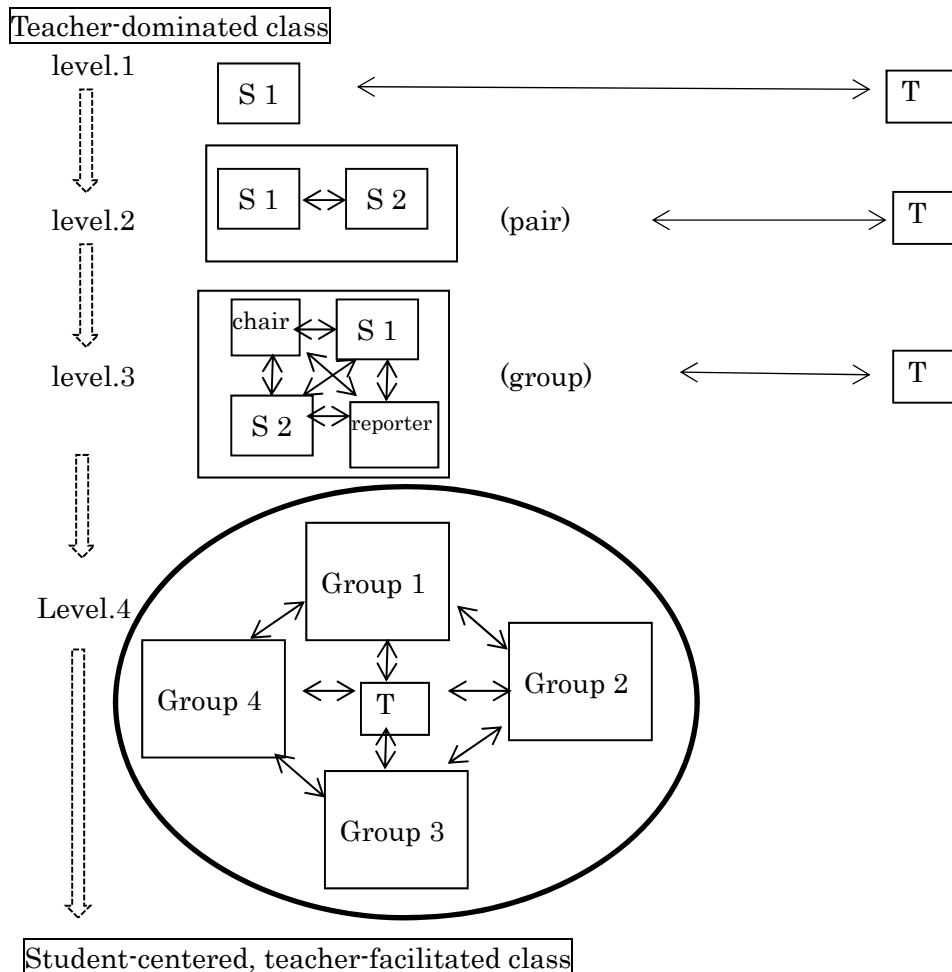 Teacher-dominated class
level.1
S 1
T
S 1
S 2
level.2
(pair)
T
chair
S 1
level.3
(group)
T
S 2
reporter
Group 1
Level.4
Group 4
T
Group 2
Group 3
Student-centered, teacher-facilitated class